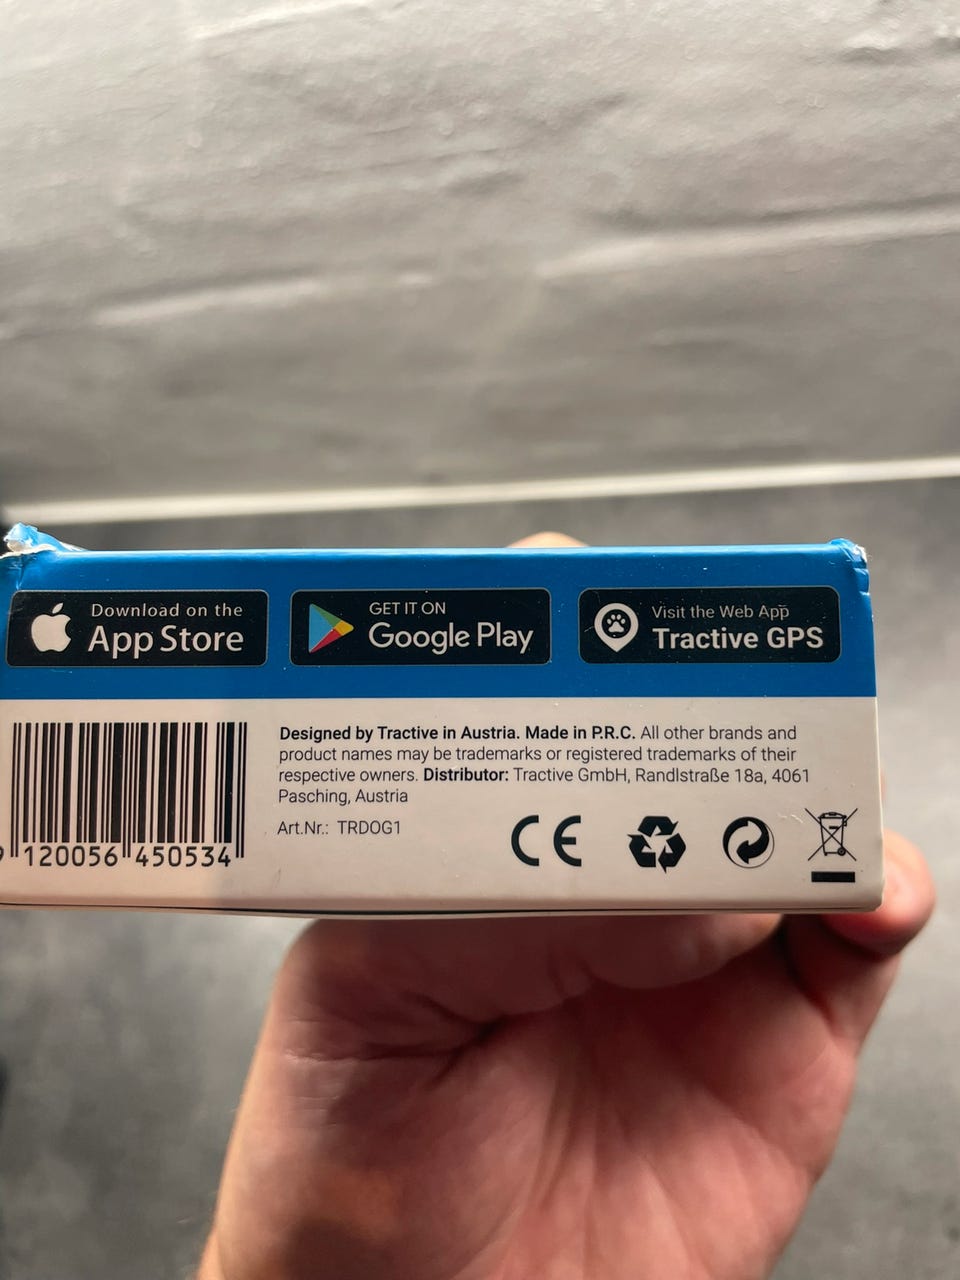 Download on the
App Store
GET IT ON
Google Play
Visit the Web App
Tractive GPS
Designed by Tractive in Austria. Made in P.R.C. All other brands and
product names may be trademarks or registered trademarks of their
respective owners. Distributor: Tractive GmbH, Randlstraße 18a, 4061
Pasching, Austria
Art.Nr.: TRDOG1
CE
9 120056 450534